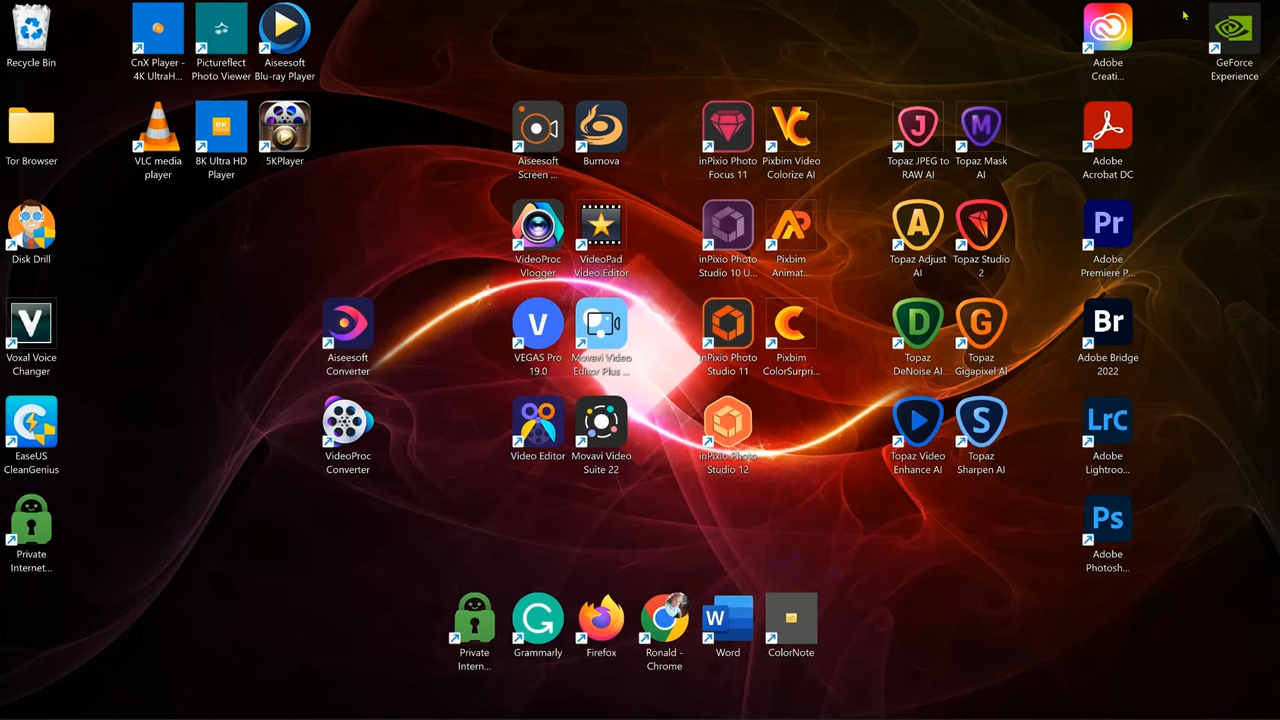 Recycle Bin
CnX Player -
4K UltraH...
Pictureflect
Photo Viewer
Aiseesoft
Blu-ray Player
Adobe
Creati...
GeForce
Experience
Tor Browser
VLC media
player
8K
8K Ultra HD
Player
5KPlayer
Aiseesoft
Screen ...
Burnova
inPixio Photo
Focus 11
Pixbim Video
Colorize AI
J
Topaz JPEG to
RAW AI
M
Topaz Mask
AI
Adobe
Acrobat DC
Disk Drill
VideoProc
Vlogger
VideoPad
Video Editor
inPixio Photo
Studio 10 U...
Pixbim
Animat...
A
Topaz Adjust
AI
Topaz Studio
2
Pr
Adobe
Premiere P...
V
Voxal Voice
Changer
Aiseesoft
Converter
V
VEGAS Pro
19.0
Movavi Video
Editor Plus ...
inPixio Photo
Studio 11
C
Pixbim
ColorSurpri...
D
Topaz
DeNoise AI
G
Topaz
Gigapixel AI
Br
Adobe Bridge
2022
EaseUS
CleanGenius
VideoProc
Converter
Video Editor
Movavi Video
Suite 22
inPixio Photo
Studio 12
Topaz Video
Enhance AI
S
Topaz
Sharpen AI
LrC
Adobe
Lightroo...
Private
Internet...
Ps
Adobe
Photosh...
Private
Intern...
G
Grammarly
Firefox
Ronald -
Chrome
W
Word
ColorNote